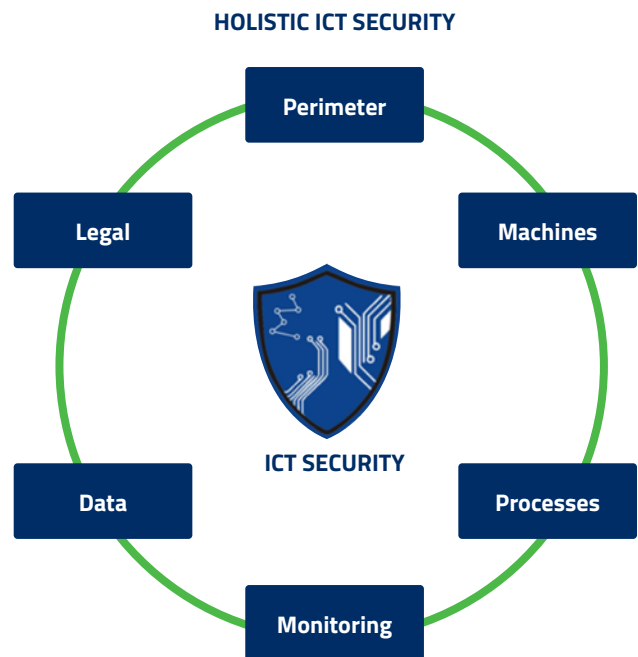 HOLISTIC ICT SECURITY
Perimeter
Legal
Machines
ICT SECURITY
Data
Processes
Monitoring